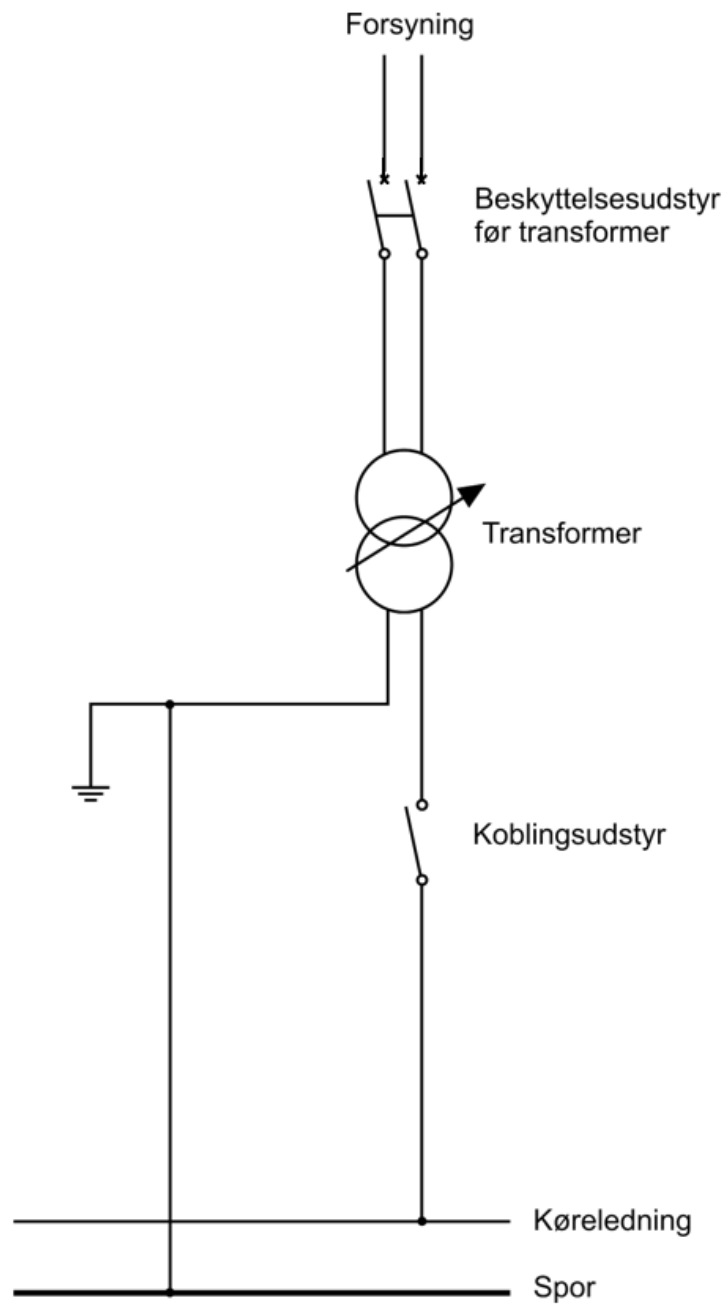 Forsyning
Beskyttelsesudstyr
før transformer
Transformer
Koblingsudstyr
Køreledning
Spor